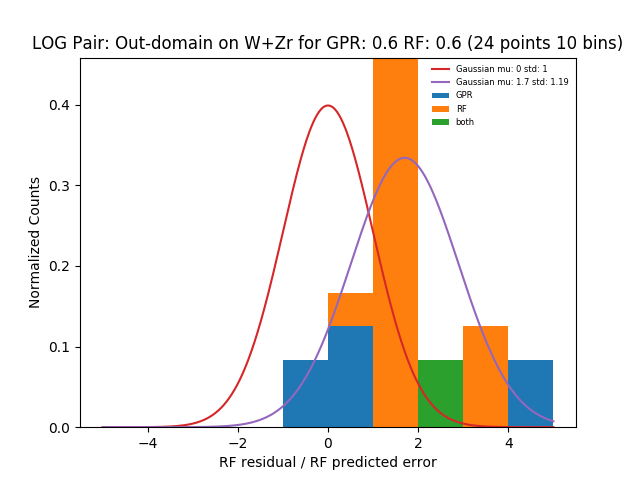 LOG Pair: Out-domain on W+Zr for GPR: 0.6 RF: 0.6 (24 points 10 bins)
Gaussian mu: 0 std: 1
Gaussian mu: 1.7 std: 1.19
GPR
RF
both
Normalized Counts
0.4
0.3
0.2
0.1
0.0
−4
−2
0
2
4
RF residual / RF predicted error